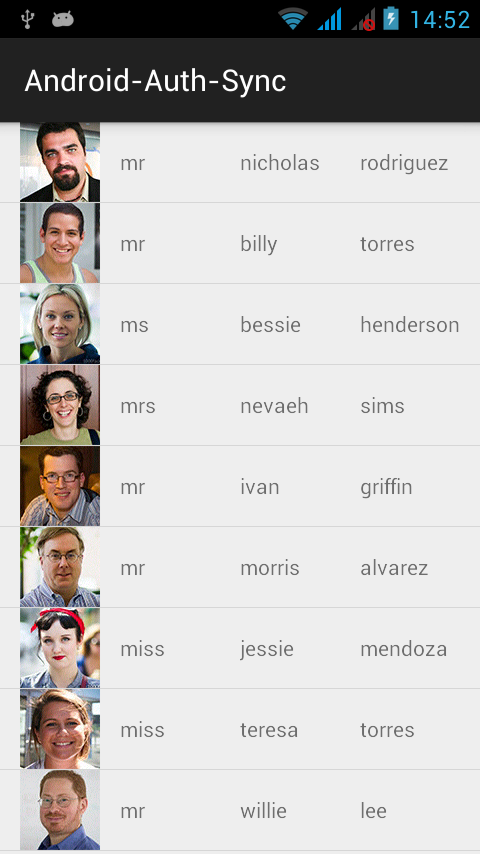 14:52
Android-Auth-Sync
mr nicholas rodriguez
mr billy torres
ms bessie henderson
mrs nevaeh sims
mr ivan griffin
mr morris alvarez
miss jessie mendoza
miss teresa torres
mr willie lee